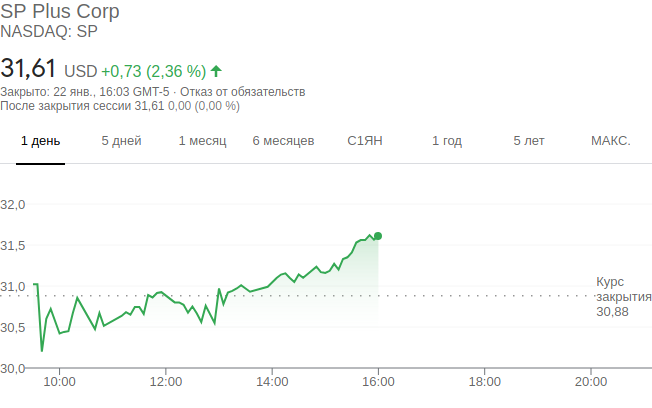 SP Plus Corp
NASDAQ: SP
31,61 USD +0,73 (2,36 %)
Закрыто: 22 янв., 16:03 GMT-5 · Отказ от обязательств
После закрытия сессии 31,61 0,00 (0,00 %)
1 день 5 дней 1 месяц 6 месяцев С1ЯН 1 год 5 лет МАКС.
32,0
31,5
31,0
Курс
закрытия
30,88
30,5
30,0
10:00 12:00 14:00 16:00 18:00 20:00